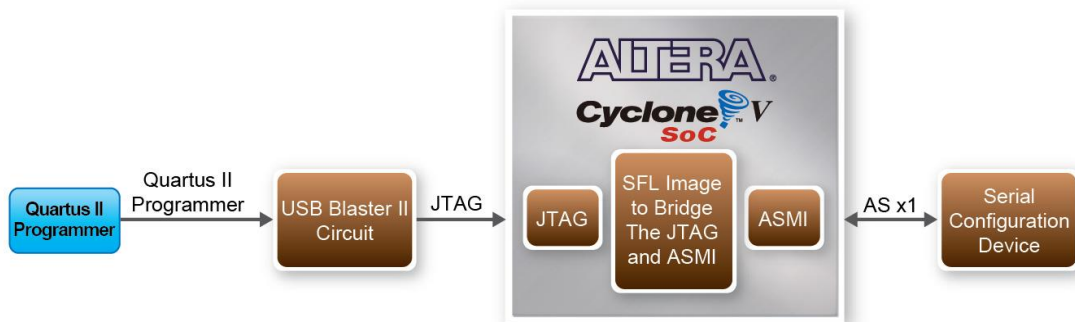 Quartus II
Programmer
Quartus II
Programmer
USB Blaster II
Circuit
JTAG
ALTERA®
Cyclone™ V
SoC
JTAG
SFL Image
to Bridge
The JTAG
and ASMI
ASMI
AS x1
Serial
Configuration
Device